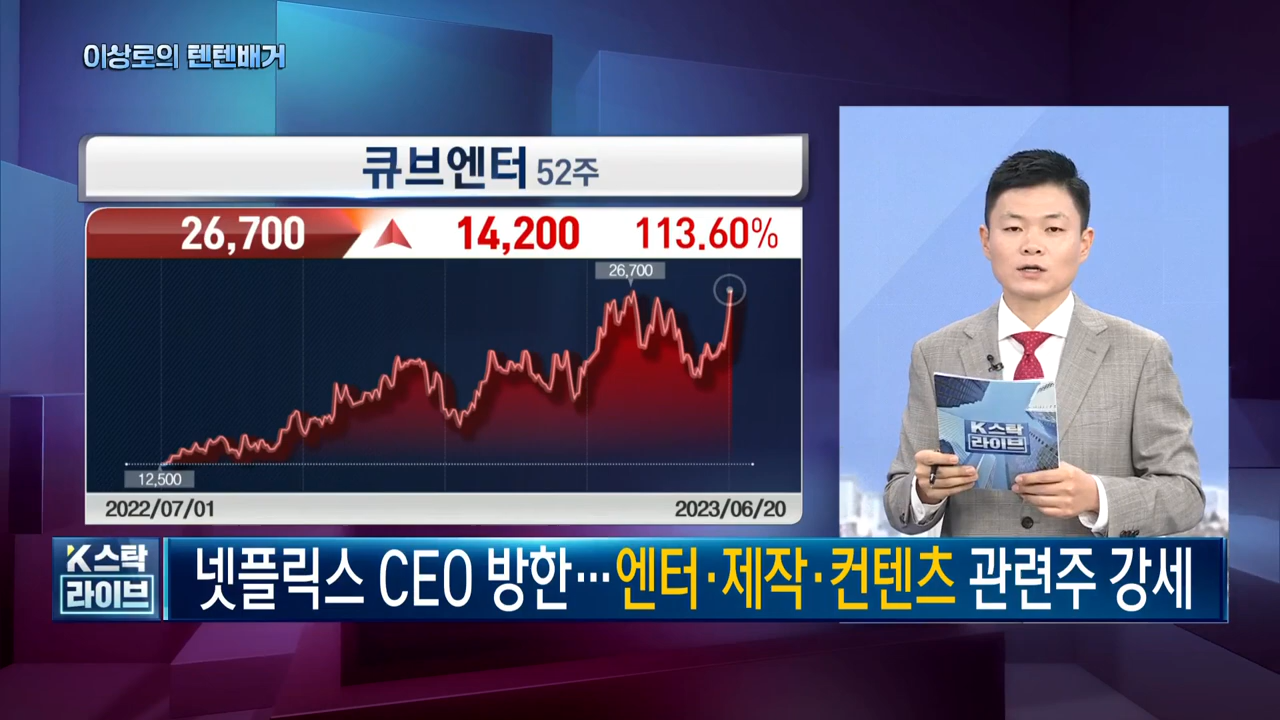 이상로의 텐텐배거
큐브엔터 52주
26,700 ▲ 14,200 113.60%
26,700
12,500
2022/07/01 2023/06/20
K스탁
라이브
K스탁
라이브
넷플릭스 CEO 방한…엔터·제작·컨텐츠 관련주 강세